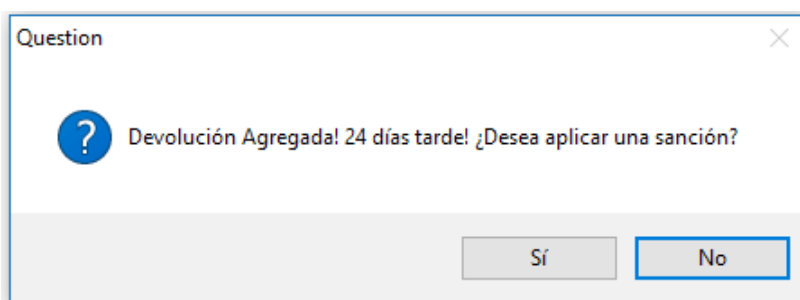 Question
Devolución Agregada! 24 días tarde! ¿Desea aplicar una sanción?
Sí
No